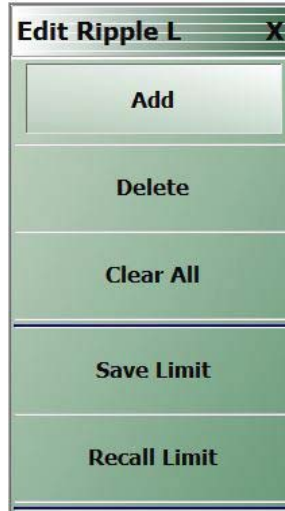 Edit Ripple L X
Add
Delete
Clear All
Save Limit
Recall Limit